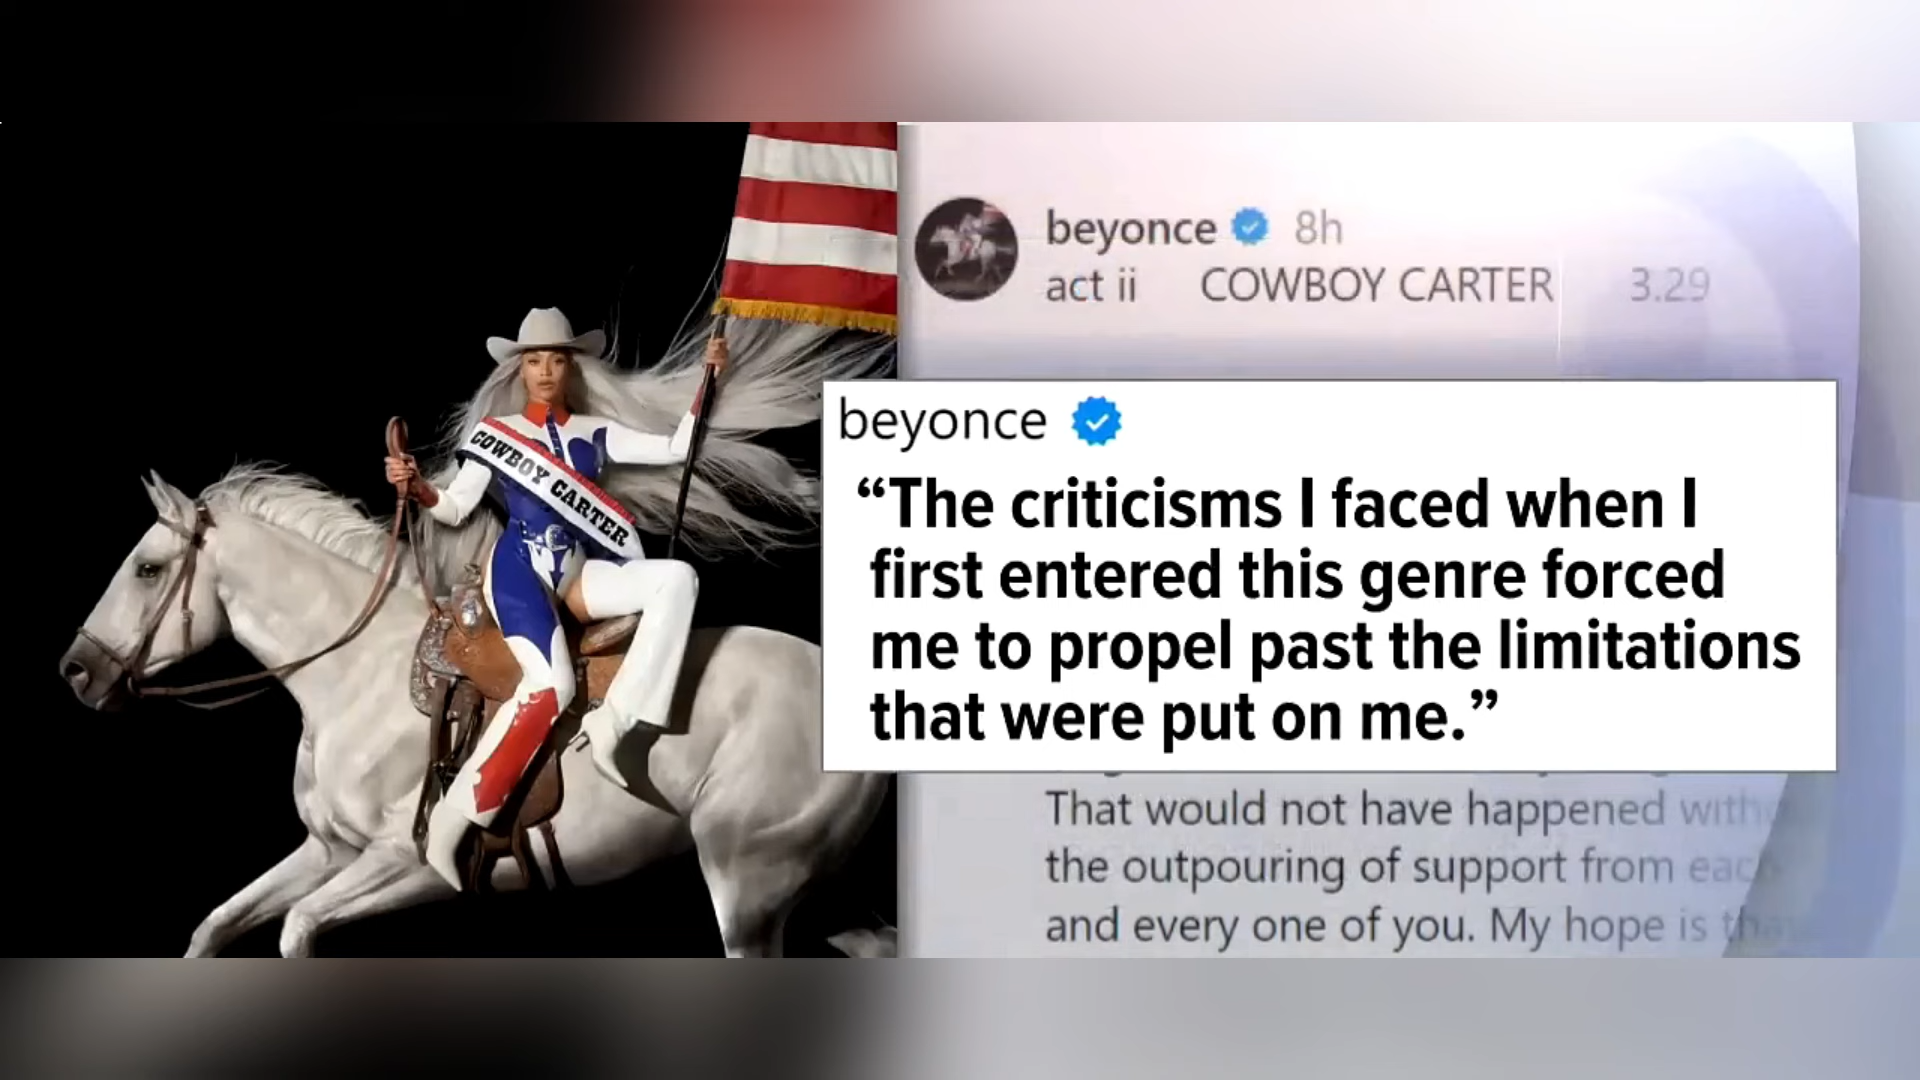 COWBOY CARTER
beyonce 8h
act ii COWBOY CARTER 3.29
beyonce
“The criticisms I faced when I
first entered this genre forced
me to propel past the limitations
that were put on me.”
That would not have happened
the outpouring of support from
and every one of you. My hope is